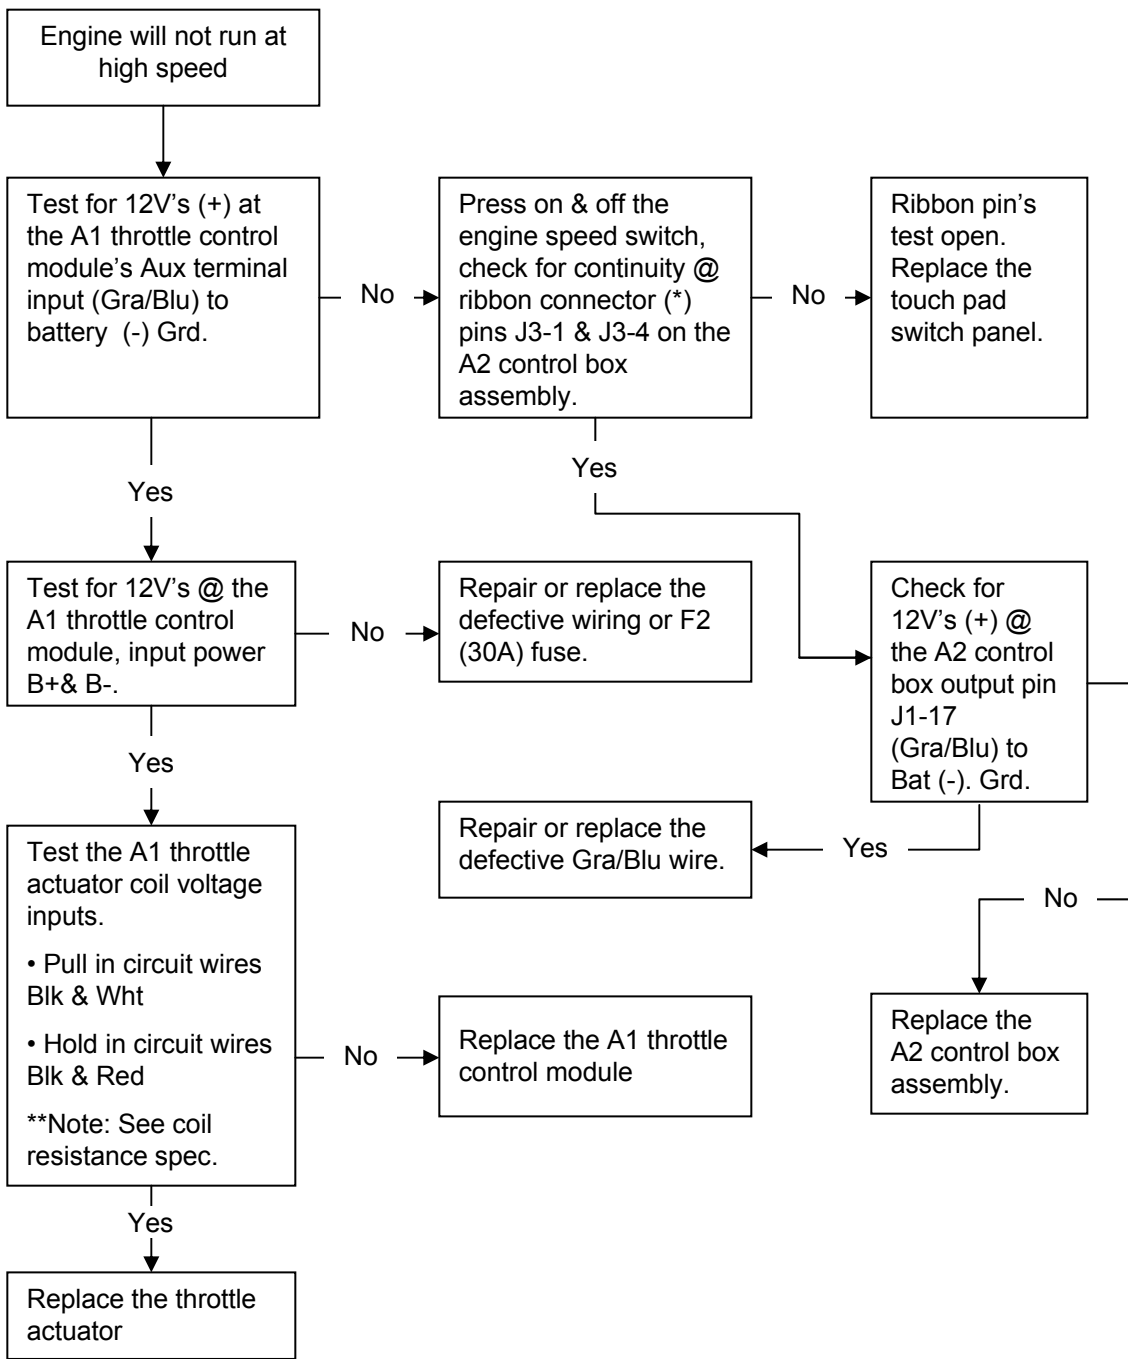 Engine will not run at
high speed
Test for 12V's (+) at
the A1 throttle control
module's Aux terminal
input (Gra/Blu) to
battery  (-) Grd.
No
Press on & off the
engine speed switch,
check for continuity @
ribbon connector (*)
pins J3-1 & J3-4 on the
A2 control box
assembly.
No
Ribbon pin's
test open.
Replace the
touch pad
switch panel.
Yes
Yes
Test for 12V's @ the
A1 throttle control
module, input power
B+& B-.
No
Repair or replace the
defective wiring or F2
(30A) fuse.
Check for
12V's (+) @
the A2 control
box output pin
J1-17
(Gra/Blu) to
Bat (-). Grd.
Yes
Repair or replace the
defective Gra/Blu wire.
Yes
No
Test the A1 throttle
actuator coil voltage
inputs.
• Pull in circuit wires
Blk & Wht
• Hold in circuit wires
Blk & Red
**Note: See coil
resistance spec.
No
Replace the A1 throttle
control module
Replace the
A2 control box
assembly.
Yes
Replace the throttle
actuator